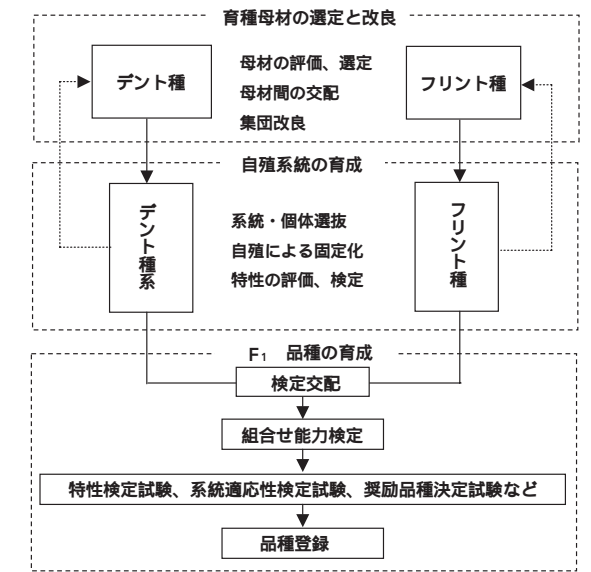 育種母材の選定と改良
デント種
母材の評価、選定
母材間の交配
集団改良
フリント種
自殖系統の育成
デント種系
系統・個体選抜
自殖による固定化
特性の評価、検定
フリント種
F1 品種の育成
検定交配
組合せ能力検定
特性検定試験、系統適応性検定試験、奨励品種決定試験など
品種登録